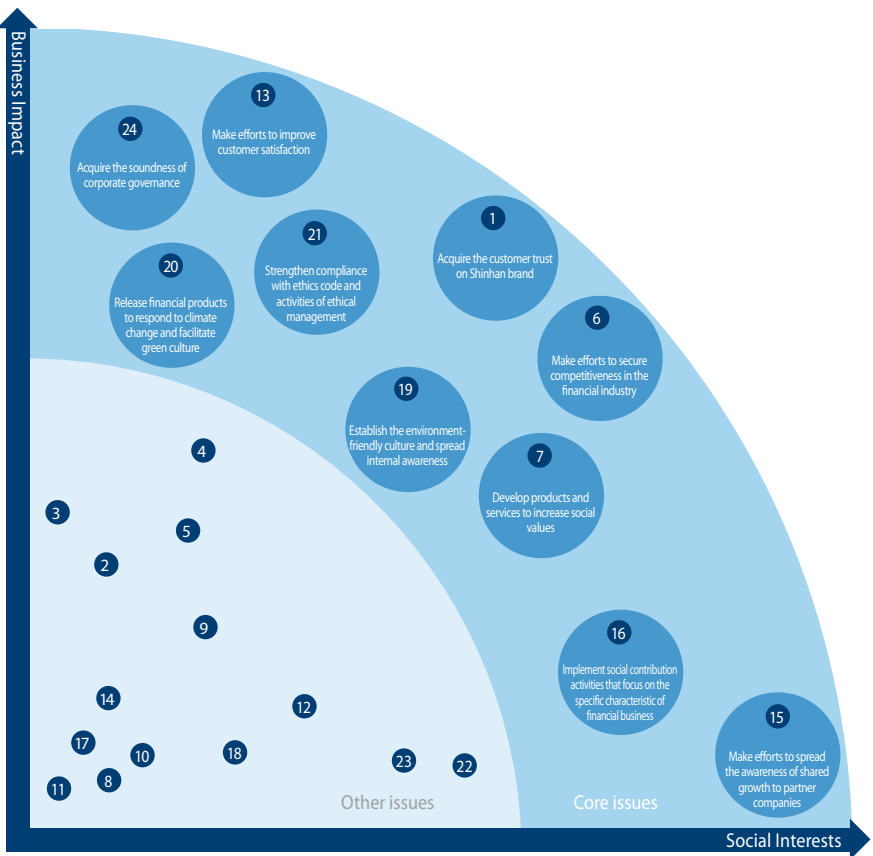 Business Impact
13
Make efforts to improve
customer satisfaction
24
Acquire the soundness of
corporate governance
1
Acquire the customer trust
on Shinhan brand
21
Strengthen compliance
with ethics code and
activities of ethical
management
20
Release financial products
to respond to climate
change and facilitate
green culture
6
Make efforts to secure
competitiveness in the
financial industry
19
Establish the environment-
friendly culture and spread
internal awareness
7
Develop products and
services to increase social
values
4
3
5
2
9
16
Implement social contribution
activities that focus on the
specific characteristic of
financial business
14
12
15
Make efforts to spread
the awareness of shared
growth to partner
companies
17
10
18
23
22
8
11
Other issues
Core issues
Social Interests